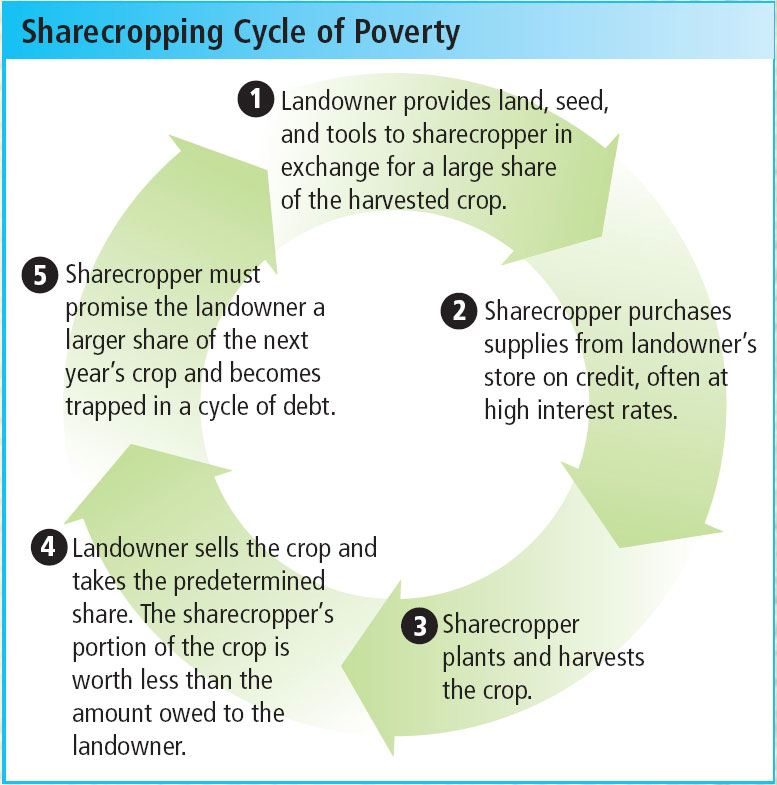 Sharecropping Cycle of Poverty
1 Landowner provides land, seed,
and tools to sharecropper in
exchange for a large share
of the harvested crop.
2 Sharecropper purchases
supplies from landowner’s
store on credit, often at
high interest rates.
3 Sharecropper
plants and harvests
the crop.
4 Landowner sells the crop and
takes the predetermined
share. The sharecropper’s
portion of the crop is
worth less than the
amount owed to the
landowner.
5 Sharecropper must
promise the landowner a
larger share of the next
year’s crop and becomes
trapped in a cycle of debt.